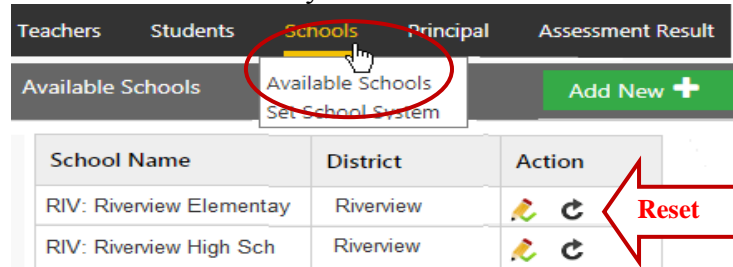 Teachers Students Schools Principal Assessment Result
Available Schools Available Schools Add New
Set School System
School Name District Action
RIV: Riverview Elementay Riverview Reset
RIV: Riverview High Sch Riverview